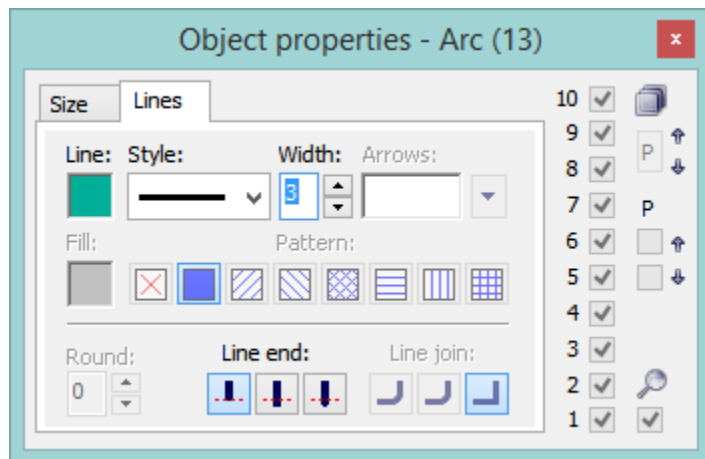 Object properties - Arc (13)
x
Size Lines
Line: Style: Width: Arrows:
3
Fill: Pattern:
Round: Line end: Line join:
0
10
9
P
8
7 P
6
5
4
3
2
1